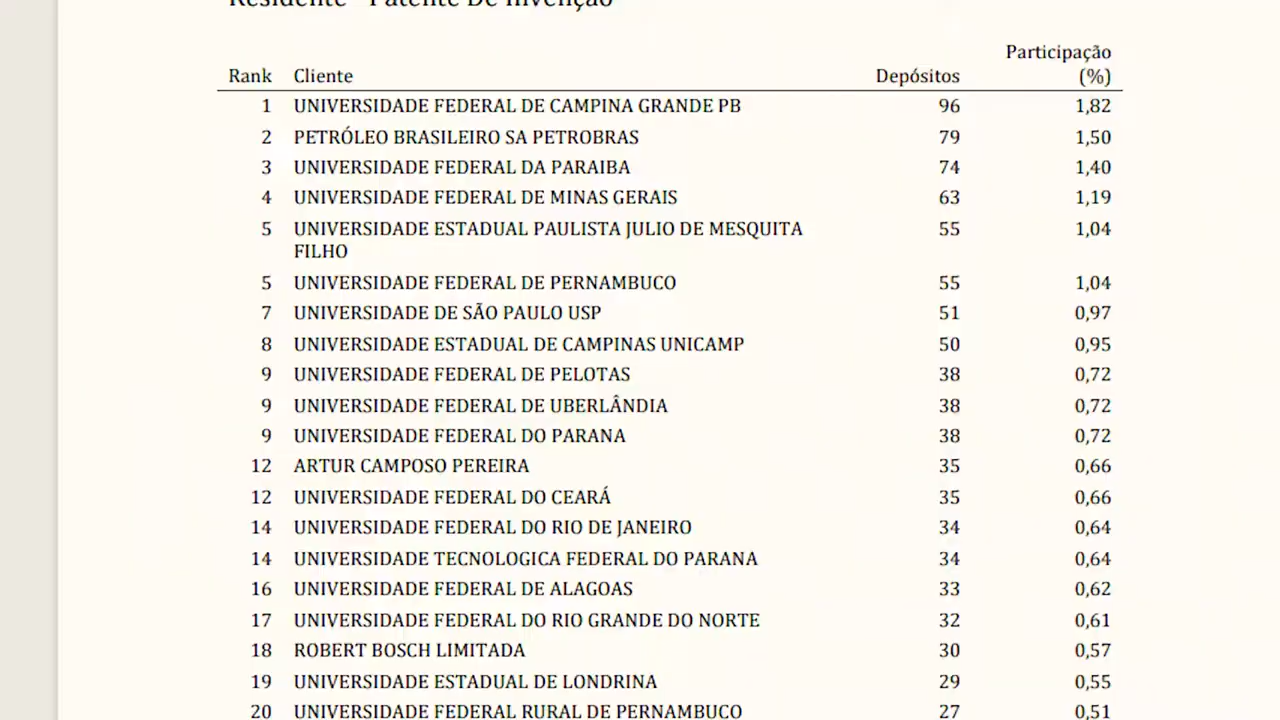 Residente - Patente De Invenção
Participação
Rank Cliente Depósitos (%)
1 UNIVERSIDADE FEDERAL DE CAMPINA GRANDE PB 96 1,82
2 PETRÓLEO BRASILEIRO SA PETROBRAS 79 1,50
3 UNIVERSIDADE FEDERAL DA PARAIBA 74 1,40
4 UNIVERSIDADE FEDERAL DE MINAS GERAIS 63 1,19
5 UNIVERSIDADE ESTADUAL PAULISTA JULIO DE MESQUITA 55 1,04
FILHO
5 UNIVERSIDADE FEDERAL DE PERNAMBUCO 55 1,04
7 UNIVERSIDADE DE SÃO PAULO USP 51 0,97
8 UNIVERSIDADE ESTADUAL DE CAMPINAS UNICAMP 50 0,95
9 UNIVERSIDADE FEDERAL DE PELOTAS 38 0,72
9 UNIVERSIDADE FEDERAL DE UBERLÂNDIA 38 0,72
9 UNIVERSIDADE FEDERAL DO PARANA 38 0,72
12 ARTUR CAMPOSO PEREIRA 35 0,66
12 UNIVERSIDADE FEDERAL DO CEARÁ 35 0,66
14 UNIVERSIDADE FEDERAL DO RIO DE JANEIRO 34 0,64
14 UNIVERSIDADE TECNOLOGICA FEDERAL DO PARANA 34 0,64
16 UNIVERSIDADE FEDERAL DE ALAGOAS 33 0,62
17 UNIVERSIDADE FEDERAL DO RIO GRANDE DO NORTE 32 0,61
18 ROBERT BOSCH LIMITADA 30 0,57
19 UNIVERSIDADE ESTADUAL DE LONDRINA 29 0,55
20 UNIVERSIDADE FEDERAL RURAL DE PERNAMBUCO 27 0,51